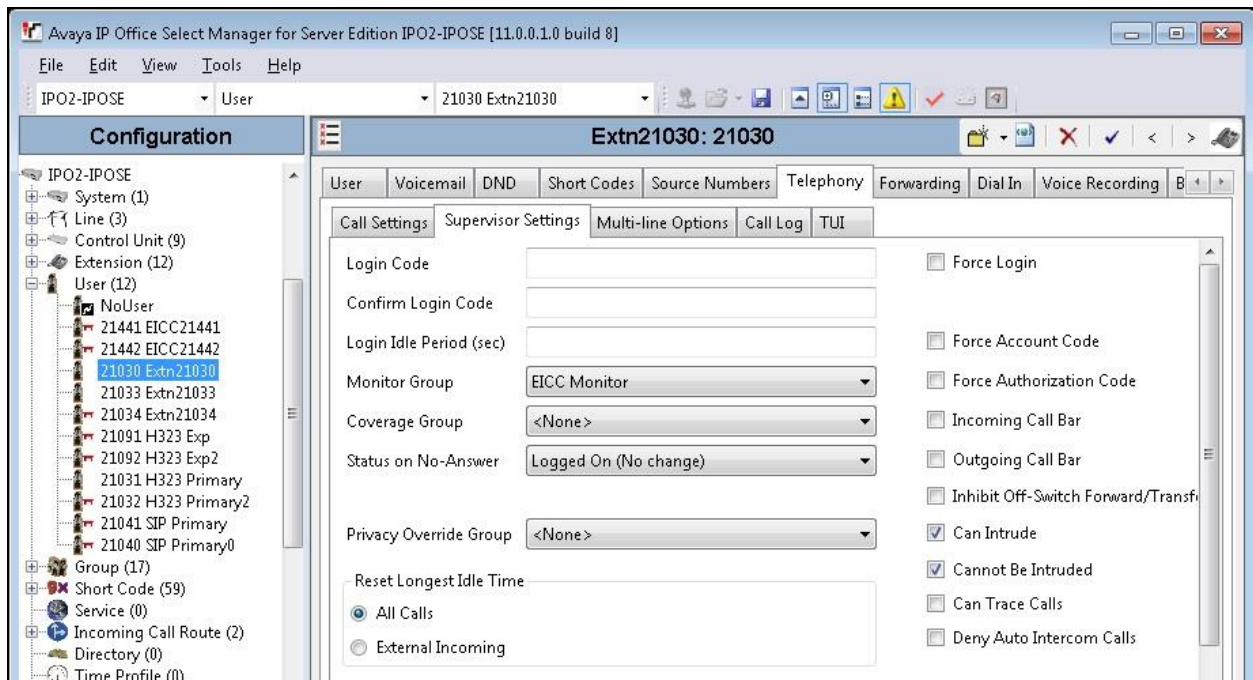 Avaya IP Office Select Manager for Server Edition IPO2-IPOSE [11.0.0.1.0 build 8]
File Edit View Tools Help
IPO2-IPOSE User 21030 Extn21030
Configuration
IPO2-IPOSE
System (1)
Line (3)
Control Unit (9)
Extension (12)
User (12)
NoUser
21441 EICC21441
21442 EICC21442
21030 Extn21030
21033 Extn21033
21034 Extn21034
21091 H323 Exp
21092 H323 Exp2
21031 H323 Primary
21032 H323 Primary2
21041 SIP Primary
21040 SIP Primary0
Group (17)
Short Code (59)
Service (0)
Incoming Call Route (2)
Directory (0)
Time Profile (0)
Extn21030: 21030
User Voicemail DND Short Codes Source Numbers Telephony Forwarding Dial In Voice Recording B
Call Settings Supervisor Settings Multi-line Options Call Log TUI
Login Code
Confirm Login Code
Login Idle Period (sec)
Monitor Group EICC Monitor
Coverage Group <None>
Status on No-Answer Logged On (No change)
Privacy Override Group <None>
Reset Longest Idle Time
All Calls
External Incoming
Force Login
Force Account Code
Force Authorization Code
Incoming Call Bar
Outgoing Call Bar
Inhibit Off-Switch Forward/Transf
Can Intrude
Cannot Be Intruded
Can Trace Calls
Deny Auto Intercom Calls